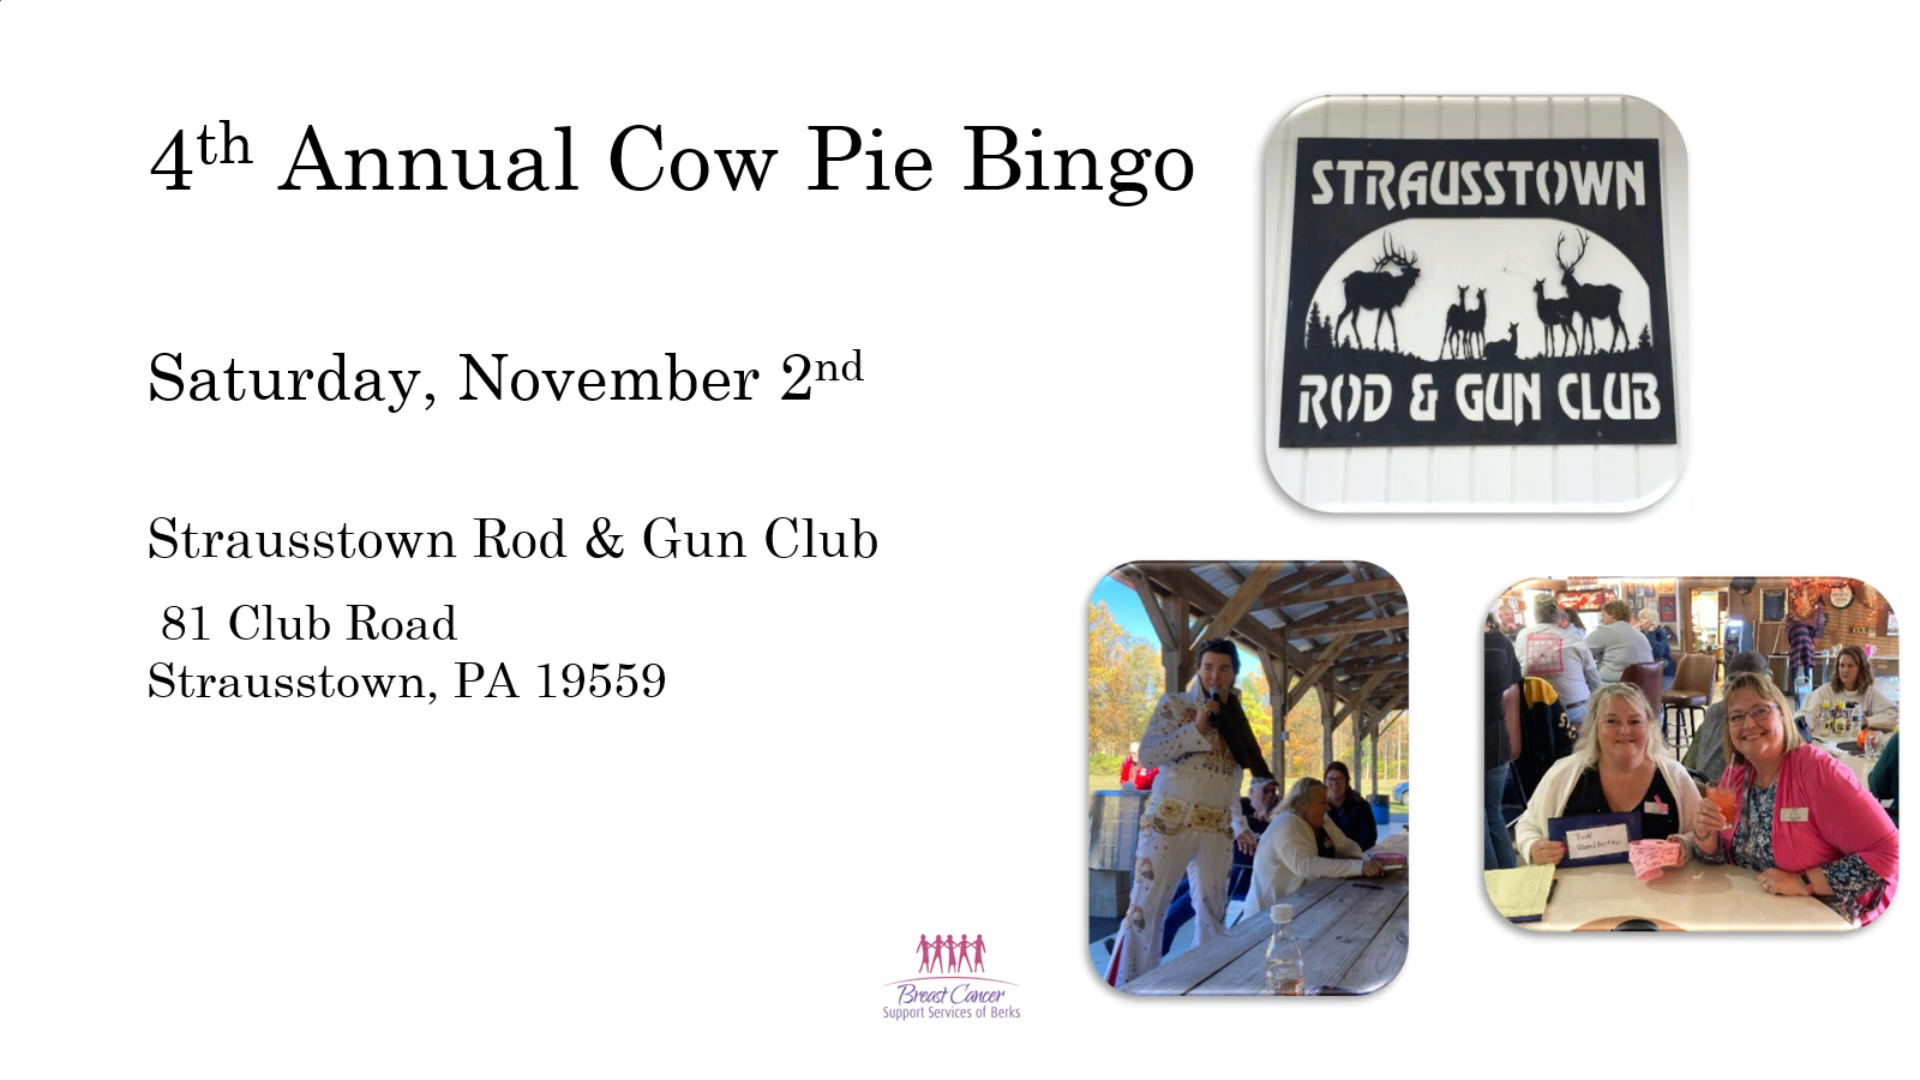 4th Annual Cow Pie Bingo
Saturday, November 2nd
Strausstown Rod & Gun Club
81 Club Road
Strausstown, PA 19559
STRAUSSTOWN
ROD & GUN CLUB
Breast Cancer
Support Services of Berks